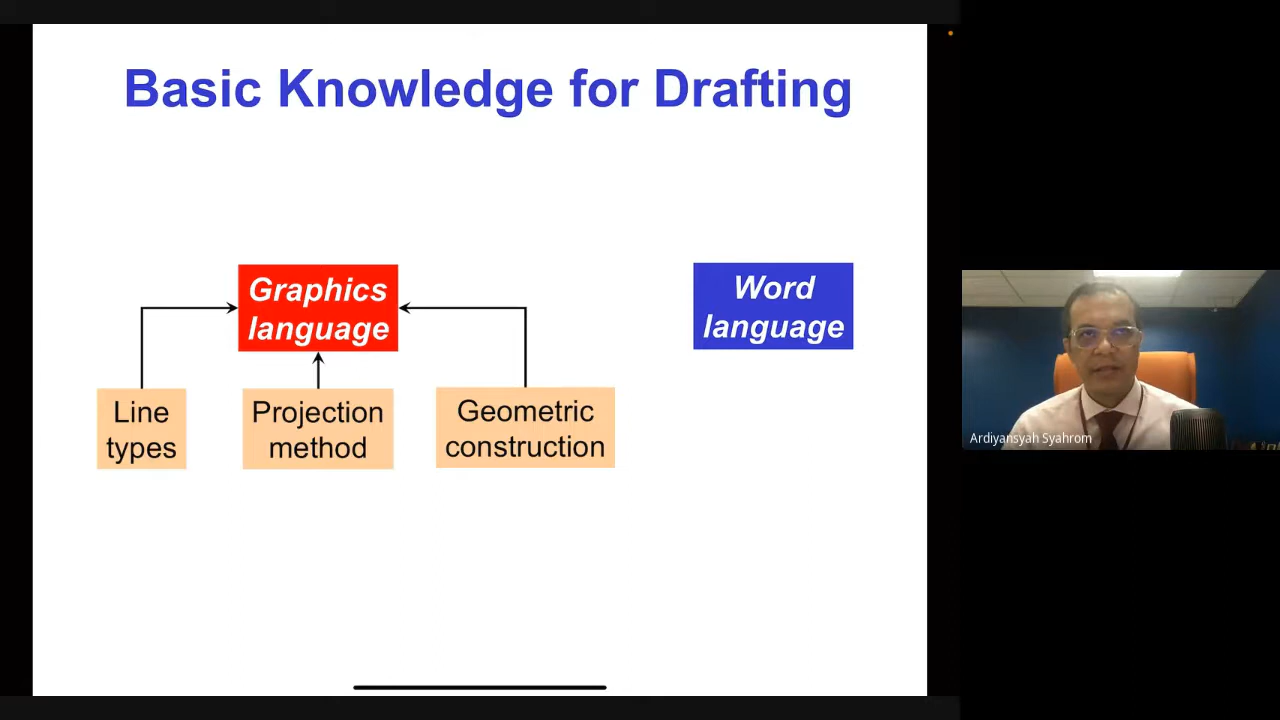 Basic Knowledge for Drafting
Graphics
language
Word
language
Line
types
Projection
method
Geometric
construction
Ardiyansyah Syahrom